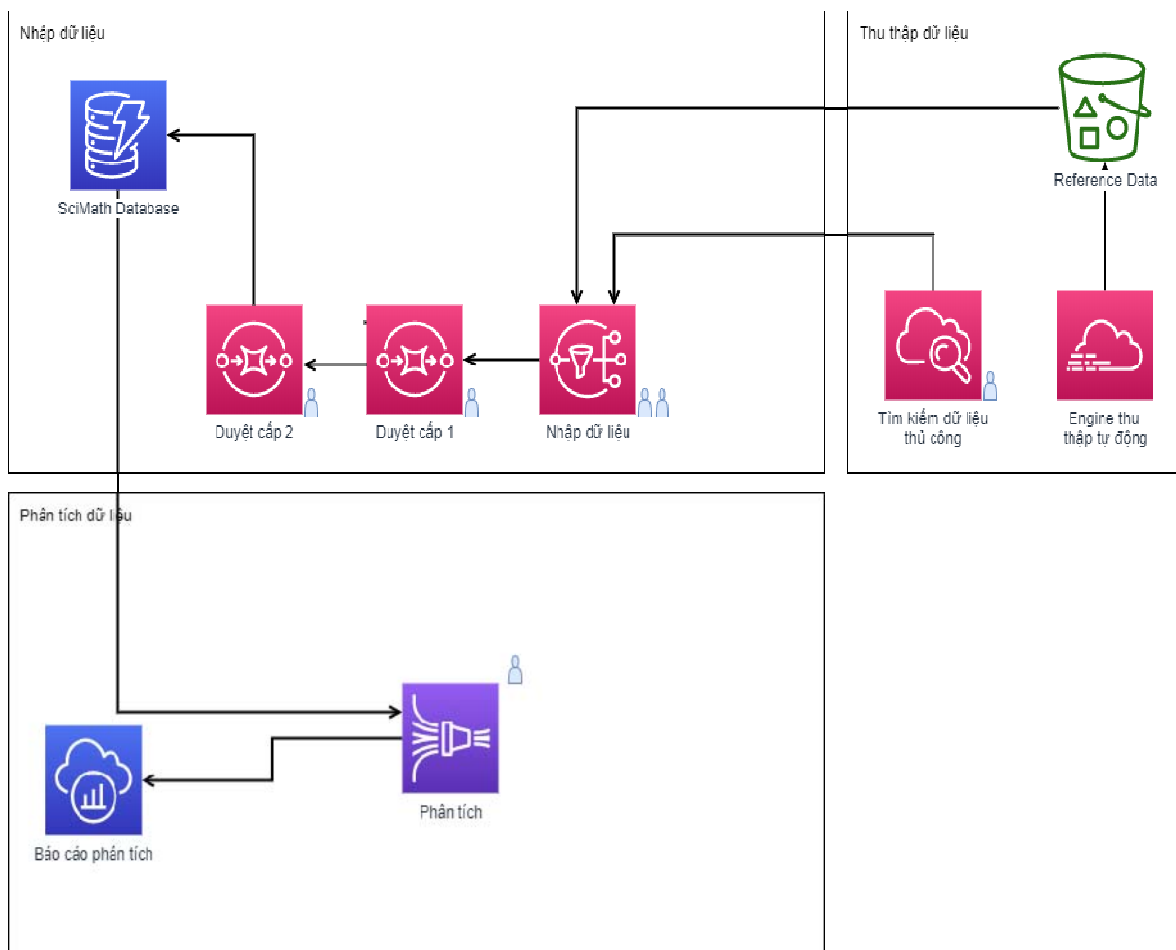 Nhập dữ liệu
Thu thập dữ liệu
SciMath Database
Reference Data
Duyệt cấp 2
Duyệt cấp 1
Nhập dữ liệu
Tìm kiếm dữ liệu
thủ công
Engine thu
thập tự động
Phân tích dữ liệu
Phân tích
Báo cáo phân tích